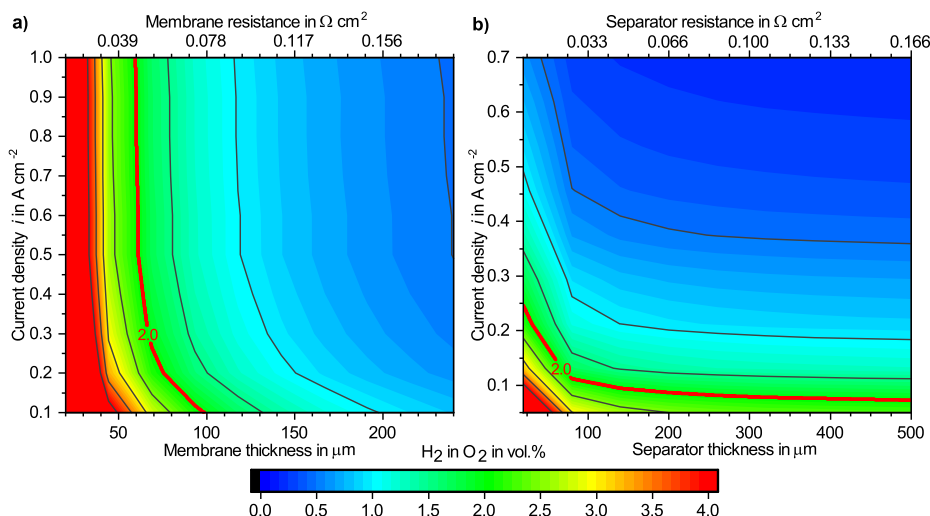 a)
Membrane resistance in Ω cm²
0.039 0.078 0.117 0.156
1.0
0.9
0.8
0.7
0.6
0.5
0.4
0.3
0.2
0.1
Current density i in A cm⁻²
2.0
50 100 150 200
Membrane thickness in μm
b)
Separator resistance in Ω cm²
0.033 0.066 0.100 0.133 0.166
0.7
0.6
0.5
0.4
0.3
0.2
0.1
Current density i in A cm⁻²
2.0
100 200 300 400 500
Separator thickness in μm
H₂ in O₂ in vol.%
0.0 0.5 1.0 1.5 2.0 2.5 3.0 3.5 4.0